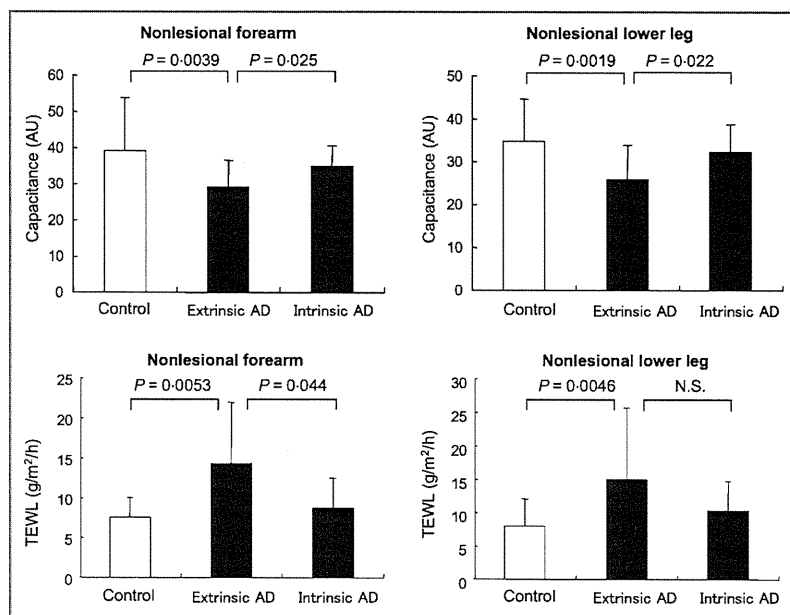 Nonlesional forearm
P = 0·0039
P = 0·025
Capacitance (AU)
60
50
40
30
20
10
0
Control
Extrinsic AD
Intrinsic AD
Nonlesional lower leg
P = 0·0019
P = 0·022
Capacitance (AU)
50
40
30
20
10
0
Control
Extrinsic AD
Intrinsic AD
Nonlesional forearm
P = 0·0053
P = 0·044
TEWL (g/m²/h)
25
20
15
10
5
0
Control
Extrinsic AD
Intrinsic AD
Nonlesional lower leg
P = 0·0046
N.S.
TEWL (g/m²/h)
30
25
20
15
10
5
0
Control
Extrinsic AD
Intrinsic AD